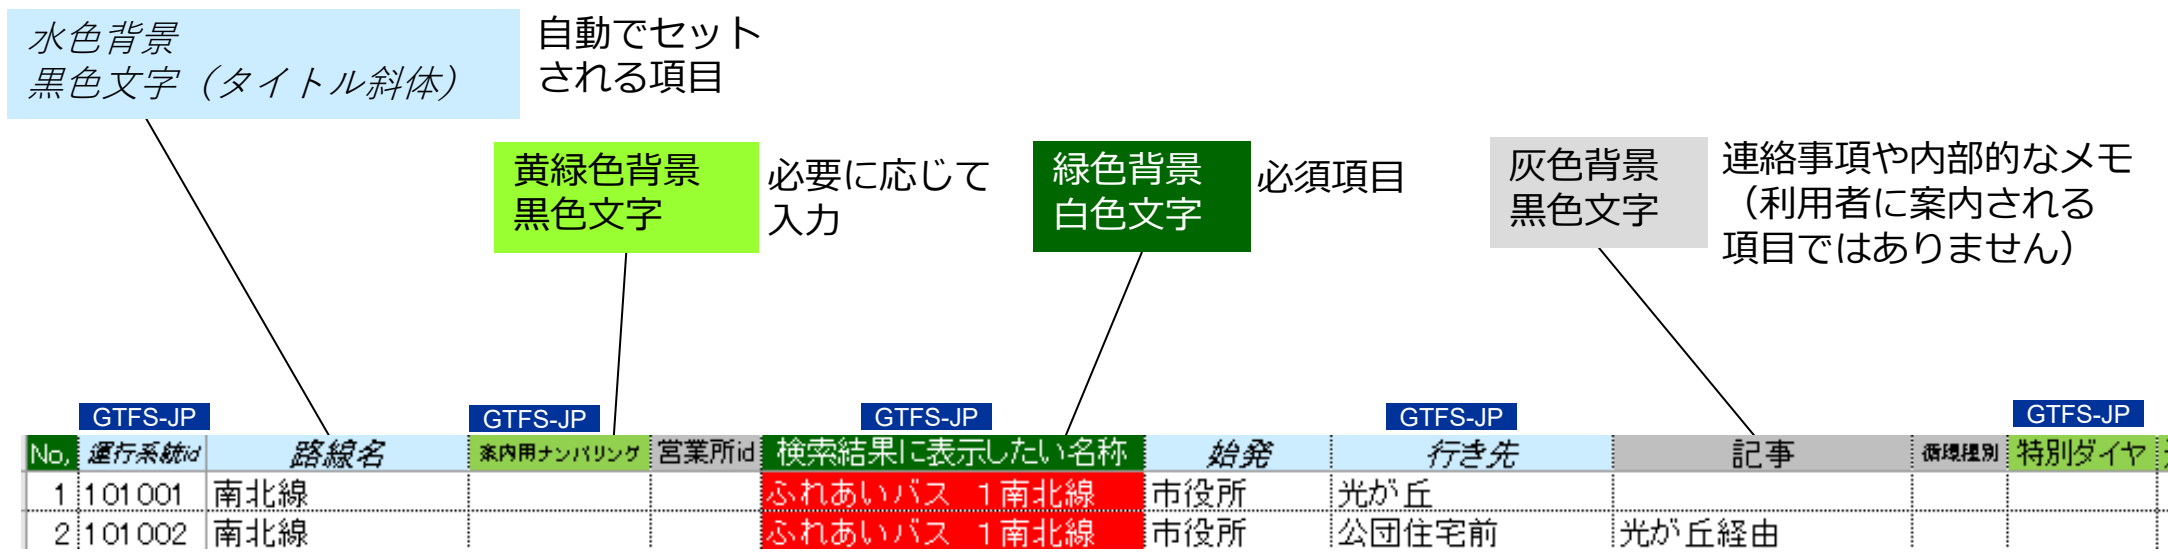 水色背景
黒色文字（タイトル斜体）
自動でセット
される項目
黄緑色背景
黒色文字
必要に応じて
入力
緑色背景
白色文字
必須項目
灰色背景
黒色文字
連絡事項や内部的なメモ
（利用者に案内される
項目ではありません）
GTFS-JP GTFS-JP GTFS-JP GTFS-JP GTFS-JP
No, 運行系統id 路線名 案内用ナンバリング 営業所id 検索結果に表示したい名称 始発 行き先 記事 循環種別 特別ダイヤ
1 101001 南北線 ふれあいバス 1南北線 市役所 光が丘
2 101002 南北線 ふれあいバス 1南北線 市役所 公団住宅前 光が丘経由